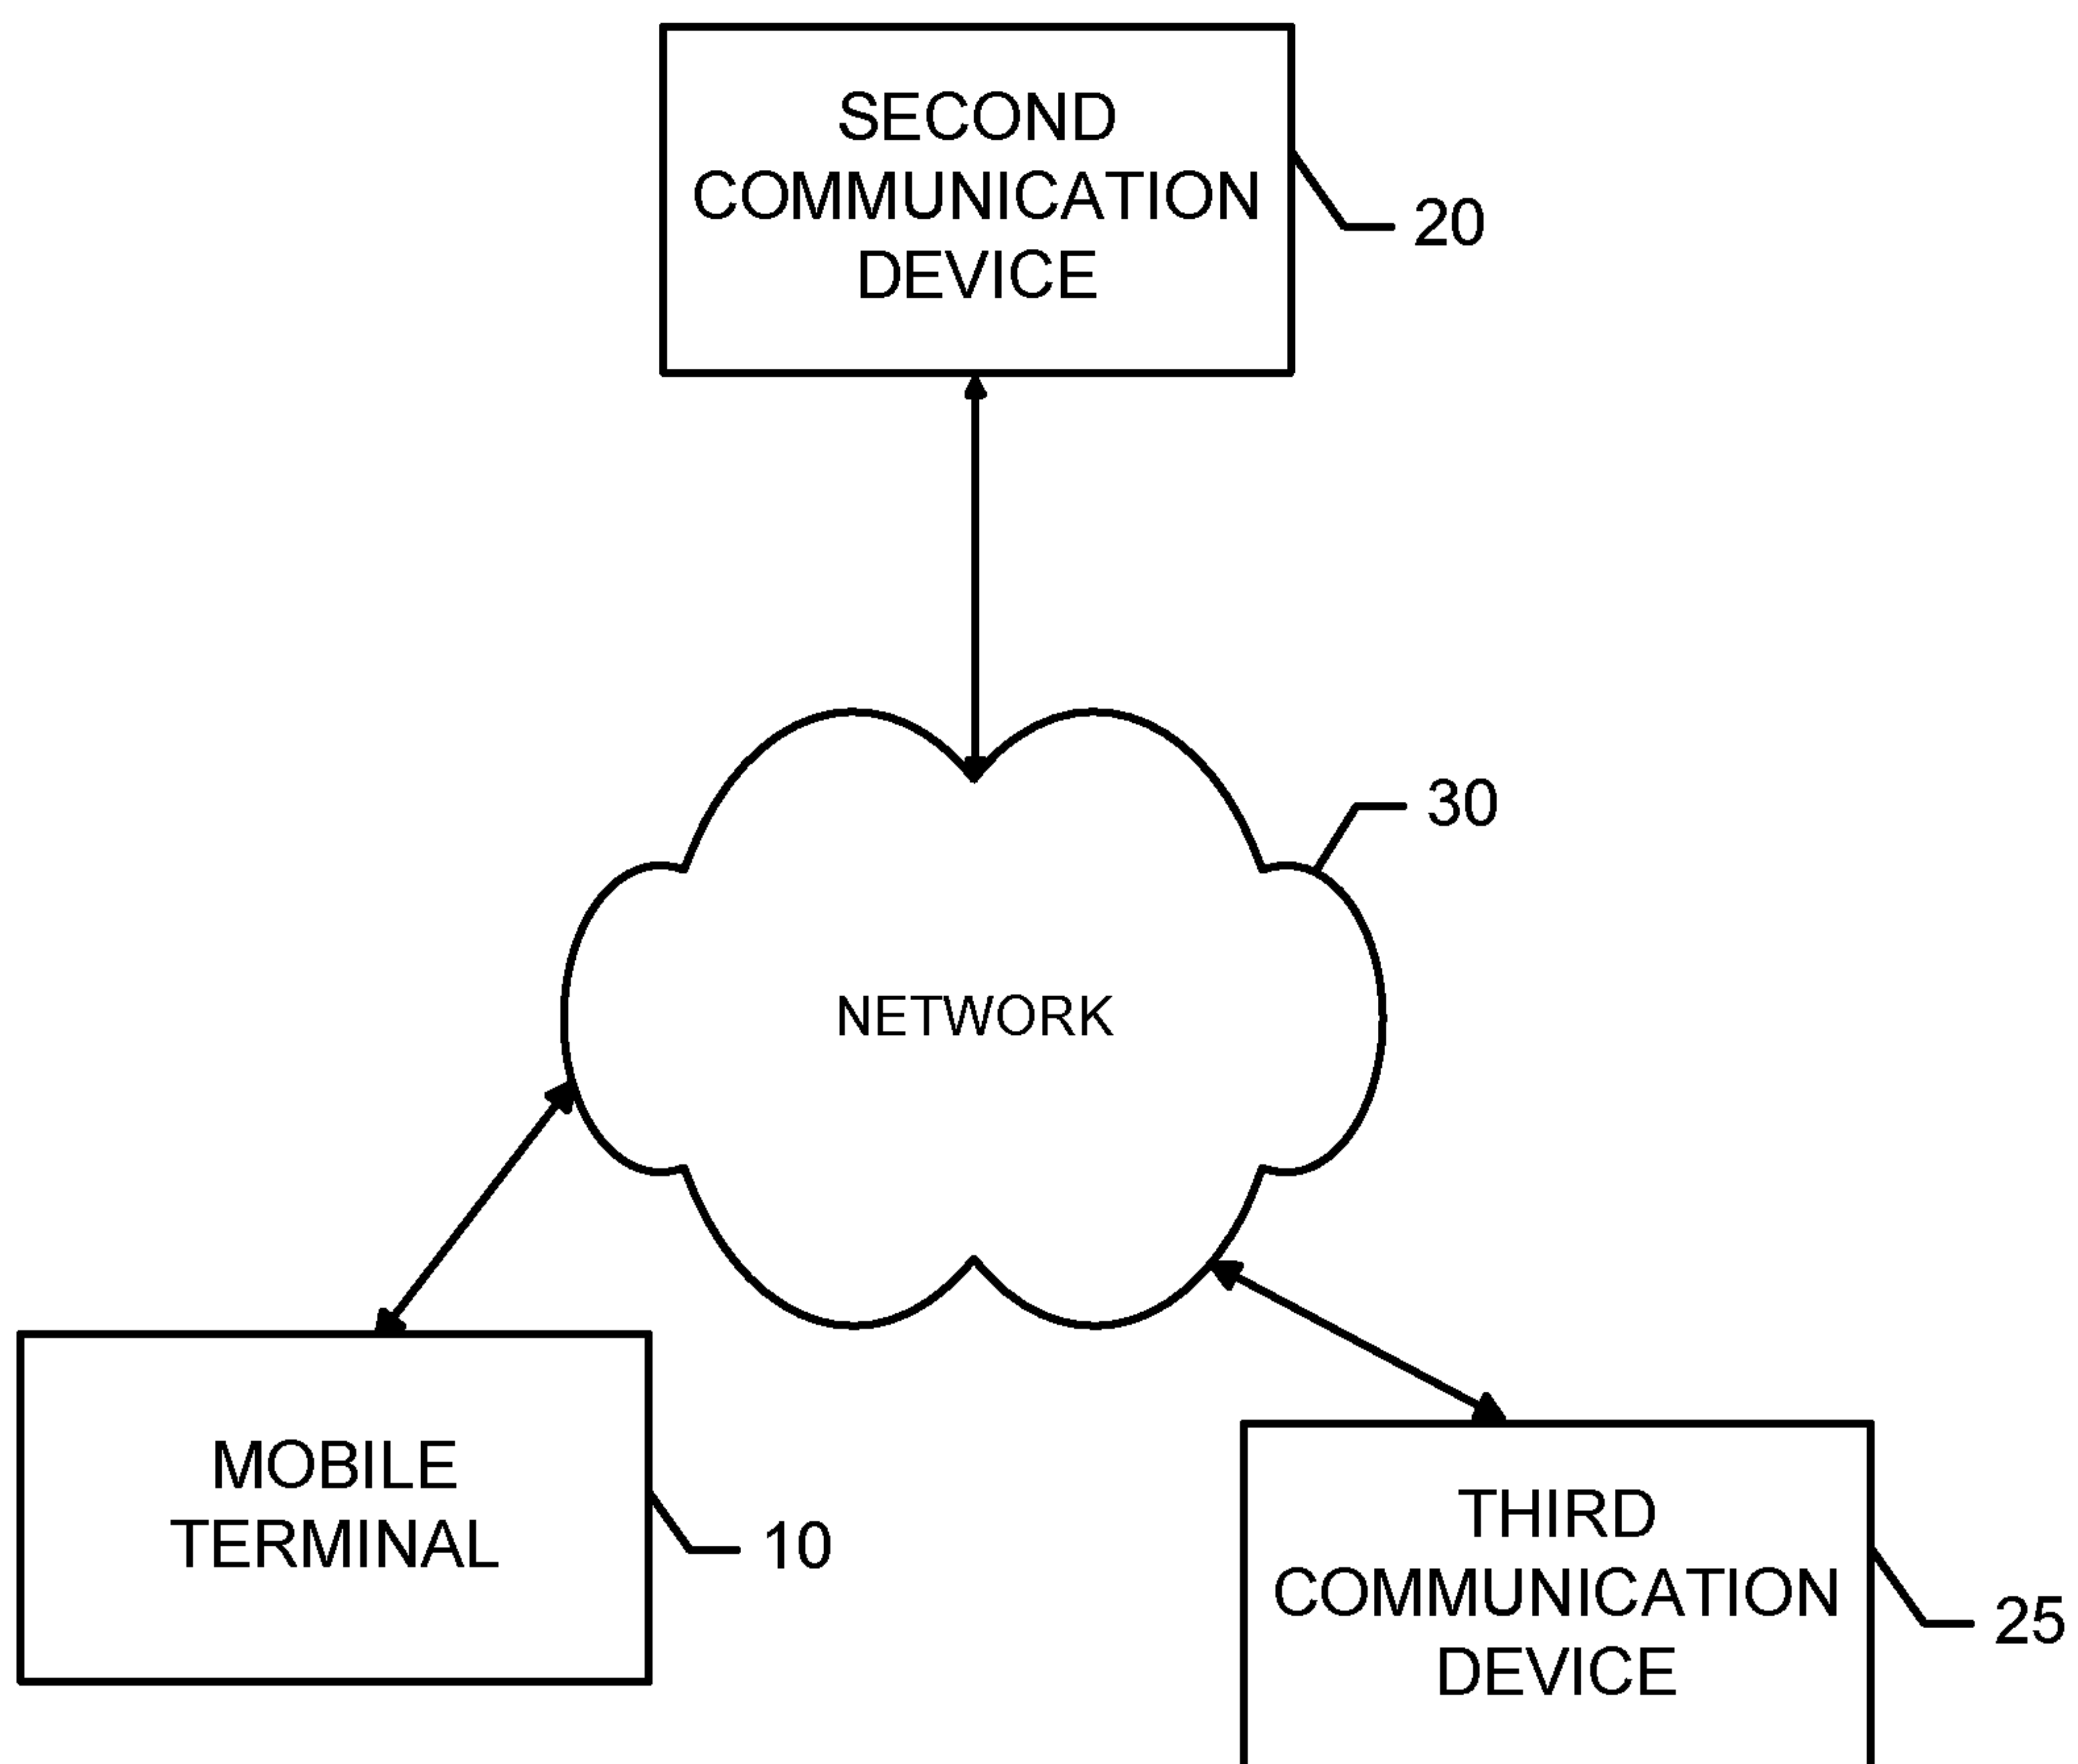 SECOND
COMMUNICATION
DEVICE
20
30
NETWORK
MOBILE
TERMINAL
10
THIRD
COMMUNICATION
DEVICE
25